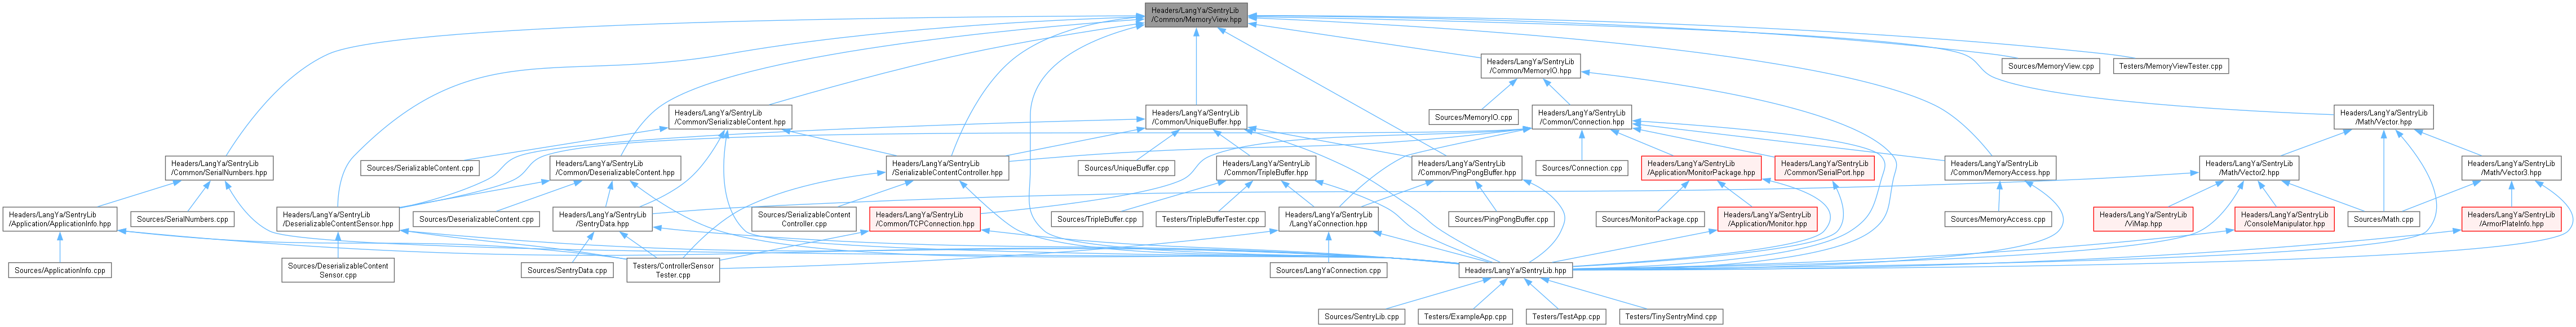 Headers/LangYa/SentryLib
/Common/MemoryView.hpp
Headers/LangYa/SentryLib
/Common/MemoryIO.hpp
Sources/MemoryView.cpp
Testers/MemoryViewTester.cpp
Headers/LangYa/SentryLib
/Common/SerializableContent.hpp
Headers/LangYa/SentryLib
/Common/UniqueBuffer.hpp
Sources/MemoryIO.cpp
Headers/LangYa/SentryLib
/Common/Connection.hpp
Headers/LangYa/SentryLib
/Math/Vector.hpp
Headers/LangYa/SentryLib
/Common/SerialNumbers.hpp
Sources/SerializableContent.cpp
Headers/LangYa/SentryLib
/Common/DeserializableContent.hpp
Headers/LangYa/SentryLib
/SerializableContentController.hpp
Sources/UniqueBuffer.cpp
Headers/LangYa/SentryLib
/Common/TripleBuffer.hpp
Headers/LangYa/SentryLib
/Common/PingPongBuffer.hpp
Sources/Connection.cpp
Headers/LangYa/SentryLib
/Application/MonitorPackage.hpp
Headers/LangYa/SentryLib
/Common/SerialPort.hpp
Headers/LangYa/SentryLib
/Common/MemoryAccess.hpp
Headers/LangYa/SentryLib
/Math/Vector2.hpp
Headers/LangYa/SentryLib
/Math/Vector3.hpp
Headers/LangYa/SentryLib
/Application/ApplicationInfo.hpp
Sources/SerialNumbers.cpp
Headers/LangYa/SentryLib
/DeserializableContentSensor.hpp
Sources/DeserializableContent.cpp
Headers/LangYa/SentryLib
/SentryData.hpp
Sources/SerializableContent
Controller.cpp
Headers/LangYa/SentryLib
/Common/TCPConnection.hpp
Sources/TripleBuffer.cpp
Testers/TripleBufferTester.cpp
Headers/LangYa/SentryLib
/LangYaConnection.hpp
Sources/PingPongBuffer.cpp
Sources/MonitorPackage.cpp
Headers/LangYa/SentryLib
/Application/Monitor.hpp
Sources/MemoryAccess.cpp
Headers/LangYa/SentryLib
/ViMap.hpp
Headers/LangYa/SentryLib
/ConsoleManipulator.hpp
Sources/Math.cpp
Headers/LangYa/SentryLib
/ArmorPlateInfo.hpp
Sources/ApplicationInfo.cpp
Sources/DeserializableContent
Sensor.cpp
Sources/SentryData.cpp
Testers/ControllerSensor
Tester.cpp
Sources/LangYaConnection.cpp
Headers/LangYa/SentryLib.hpp
Sources/SentryLib.cpp
Testers/ExampleApp.cpp
Testers/TestApp.cpp
Testers/TinySentryMind.cpp